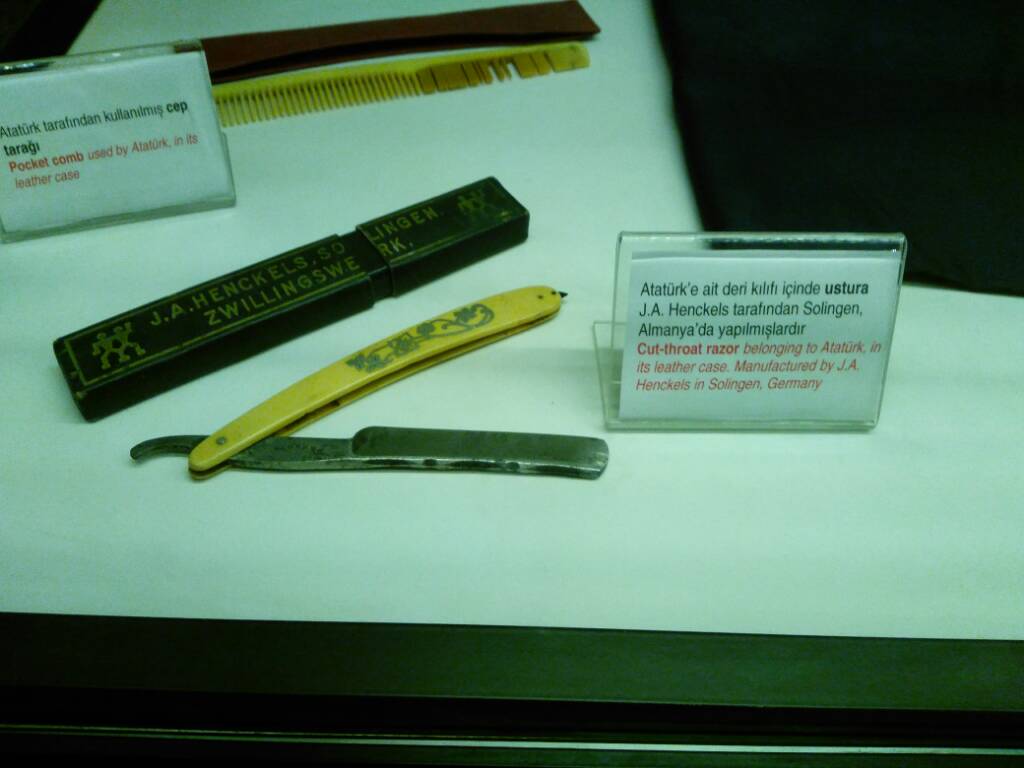 Atatürk tarafından kullanılmış cep
tarağı
Pocket comb used by Atatürk, in its
leather case
J.A.HENCKELS.SO LINGEN
ZWILLINGSWE RK.
Atatürk'e ait deri kılıfı içinde ustura
J.A. Henckels tarafından Solingen,
Almanya'da yapılmışlardır
Cut-throat razor belonging to Atatürk, in
its leather case. Manufactured by J.A.
Henckels in Solingen, Germany